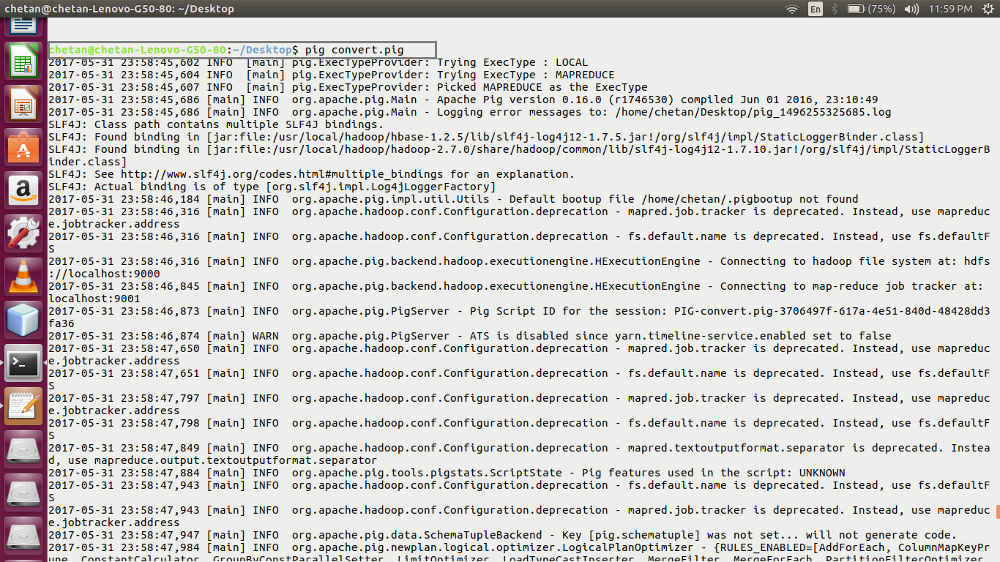 chetan@chetan-Lenovo-G50-80: ~/Desktop
En
(75%)
11:59 PM
chetan@chetan-Lenovo-G50-80:~/Desktop$ pig convert.pig
2017-05-31 23:58:45,602 INFO  [main] pig.ExecTypeProvider: Trying ExecType : LOCAL
2017-05-31 23:58:45,604 INFO  [main] pig.ExecTypeProvider: Trying ExecType : MAPREDUCE
2017-05-31 23:58:45,607 INFO  [main] pig.ExecTypeProvider: Picked MAPREDUCE as the ExecType
2017-05-31 23:58:45,686 [main] INFO  org.apache.pig.Main - Apache Pig version 0.16.0 (r1746530) compiled Jun 01 2016, 23:10:49
2017-05-31 23:58:45,686 [main] INFO  org.apache.pig.Main - Logging error messages to: /home/chetan/Desktop/pig_1496255325685.log
SLF4J: Class path contains multiple SLF4J bindings.
SLF4J: Found binding in [jar:file:/usr/local/hadoop/hbase-1.2.5/lib/slf4j-log4j12-1.7.5.jar!/org/slf4j/impl/StaticLoggerBinder.class]
SLF4J: Found binding in [jar:file:/usr/local/hadoop/hadoop-2.7.0/share/hadoop/common/lib/slf4j-log4j12-1.7.10.jar!/org/slf4j/impl/StaticLoggerB
inder.class]
SLF4J: See http://www.slf4j.org/codes.html#multiple_bindings for an explanation.
SLF4J: Actual binding is of type [org.slf4j.impl.Log4jLoggerFactory]
2017-05-31 23:58:46,184 [main] INFO  org.apache.pig.impl.util.Utils - Default bootup file /home/chetan/.pigbootup not found
2017-05-31 23:58:46,316 [main] INFO  org.apache.hadoop.conf.Configuration.deprecation - mapred.job.tracker is deprecated. Instead, use mapreduc
e.jobtracker.address
2017-05-31 23:58:46,316 [main] INFO  org.apache.hadoop.conf.Configuration.deprecation - fs.default.name is deprecated. Instead, use fs.defaultF
S
2017-05-31 23:58:46,316 [main] INFO  org.apache.pig.backend.hadoop.executionengine.HExecutionEngine - Connecting to hadoop file system at: hdfs
://localhost:9000
2017-05-31 23:58:46,845 [main] INFO  org.apache.pig.backend.hadoop.executionengine.HExecutionEngine - Connecting to map-reduce job tracker at:
localhost:9001
2017-05-31 23:58:46,873 [main] INFO  org.apache.pig.PigServer - Pig Script ID for the session: PIG-convert.pig-3706497f-617a-4e51-840d-48428dd3
fa36
2017-05-31 23:58:46,874 [main] WARN  org.apache.pig.PigServer - ATS is disabled since yarn.timeline-service.enabled set to false
2017-05-31 23:58:47,650 [main] INFO  org.apache.hadoop.conf.Configuration.deprecation - mapred.job.tracker is deprecated. Instead, use mapreduc
e.jobtracker.address
2017-05-31 23:58:47,651 [main] INFO  org.apache.hadoop.conf.Configuration.deprecation - fs.default.name is deprecated. Instead, use fs.defaultF
S
2017-05-31 23:58:47,797 [main] INFO  org.apache.hadoop.conf.Configuration.deprecation - mapred.job.tracker is deprecated. Instead, use mapreduc
e.jobtracker.address
2017-05-31 23:58:47,798 [main] INFO  org.apache.hadoop.conf.Configuration.deprecation - fs.default.name is deprecated. Instead, use fs.defaultF
S
2017-05-31 23:58:47,849 [main] INFO  org.apache.hadoop.conf.Configuration.deprecation - mapred.textoutputformat.separator is deprecated. Instea
d, use mapreduce.output.textoutputformat.separator
2017-05-31 23:58:47,884 [main] INFO  org.apache.pig.tools.pigstats.ScriptState - Pig features used in the script: UNKNOWN
2017-05-31 23:58:47,943 [main] INFO  org.apache.hadoop.conf.Configuration.deprecation - fs.default.name is deprecated. Instead, use fs.defaultF
S
2017-05-31 23:58:47,943 [main] INFO  org.apache.hadoop.conf.Configuration.deprecation - mapred.job.tracker is deprecated. Instead, use mapreduc
e.jobtracker.address
2017-05-31 23:58:47,947 [main] INFO  org.apache.pig.data.SchemaTupleBackend - Key [pig.schematuple] was not set... will not generate code.
2017-05-31 23:58:47,984 [main] INFO  org.apache.pig.newplan.logical.optimizer.LogicalPlanOptimizer - {RULES_ENABLED=[AddForEach, ColumnMapKeyPr
une, ConstantCalculator, GroupByConstParallelSetter, LimitOptimizer, LoadTypeCastInserter, MergeFilter, MergeForEach, PartitionFilterOptimizer,